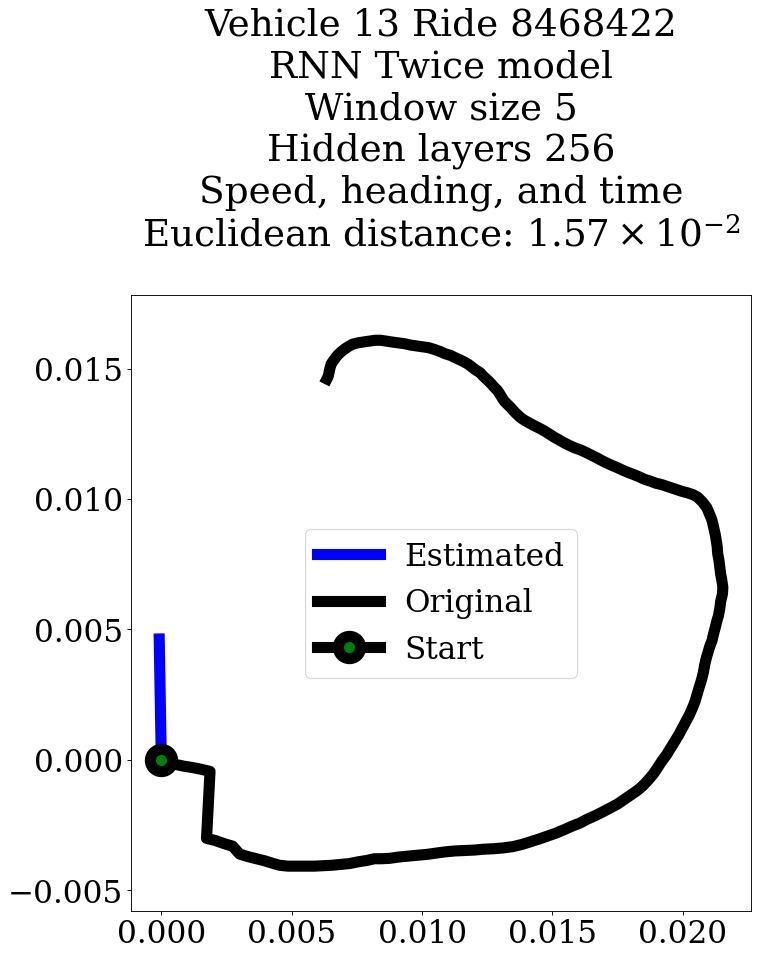 Vehicle 13 Ride 8468422
RNN Twice model
Window size 5
Hidden layers 256
Speed, heading, and time
Euclidean distance: 1.57 × 10⁻²
0.015
0.010
0.005
0.000
−0.005
Estimated
Original
Start
0.000 0.005 0.010 0.015 0.020